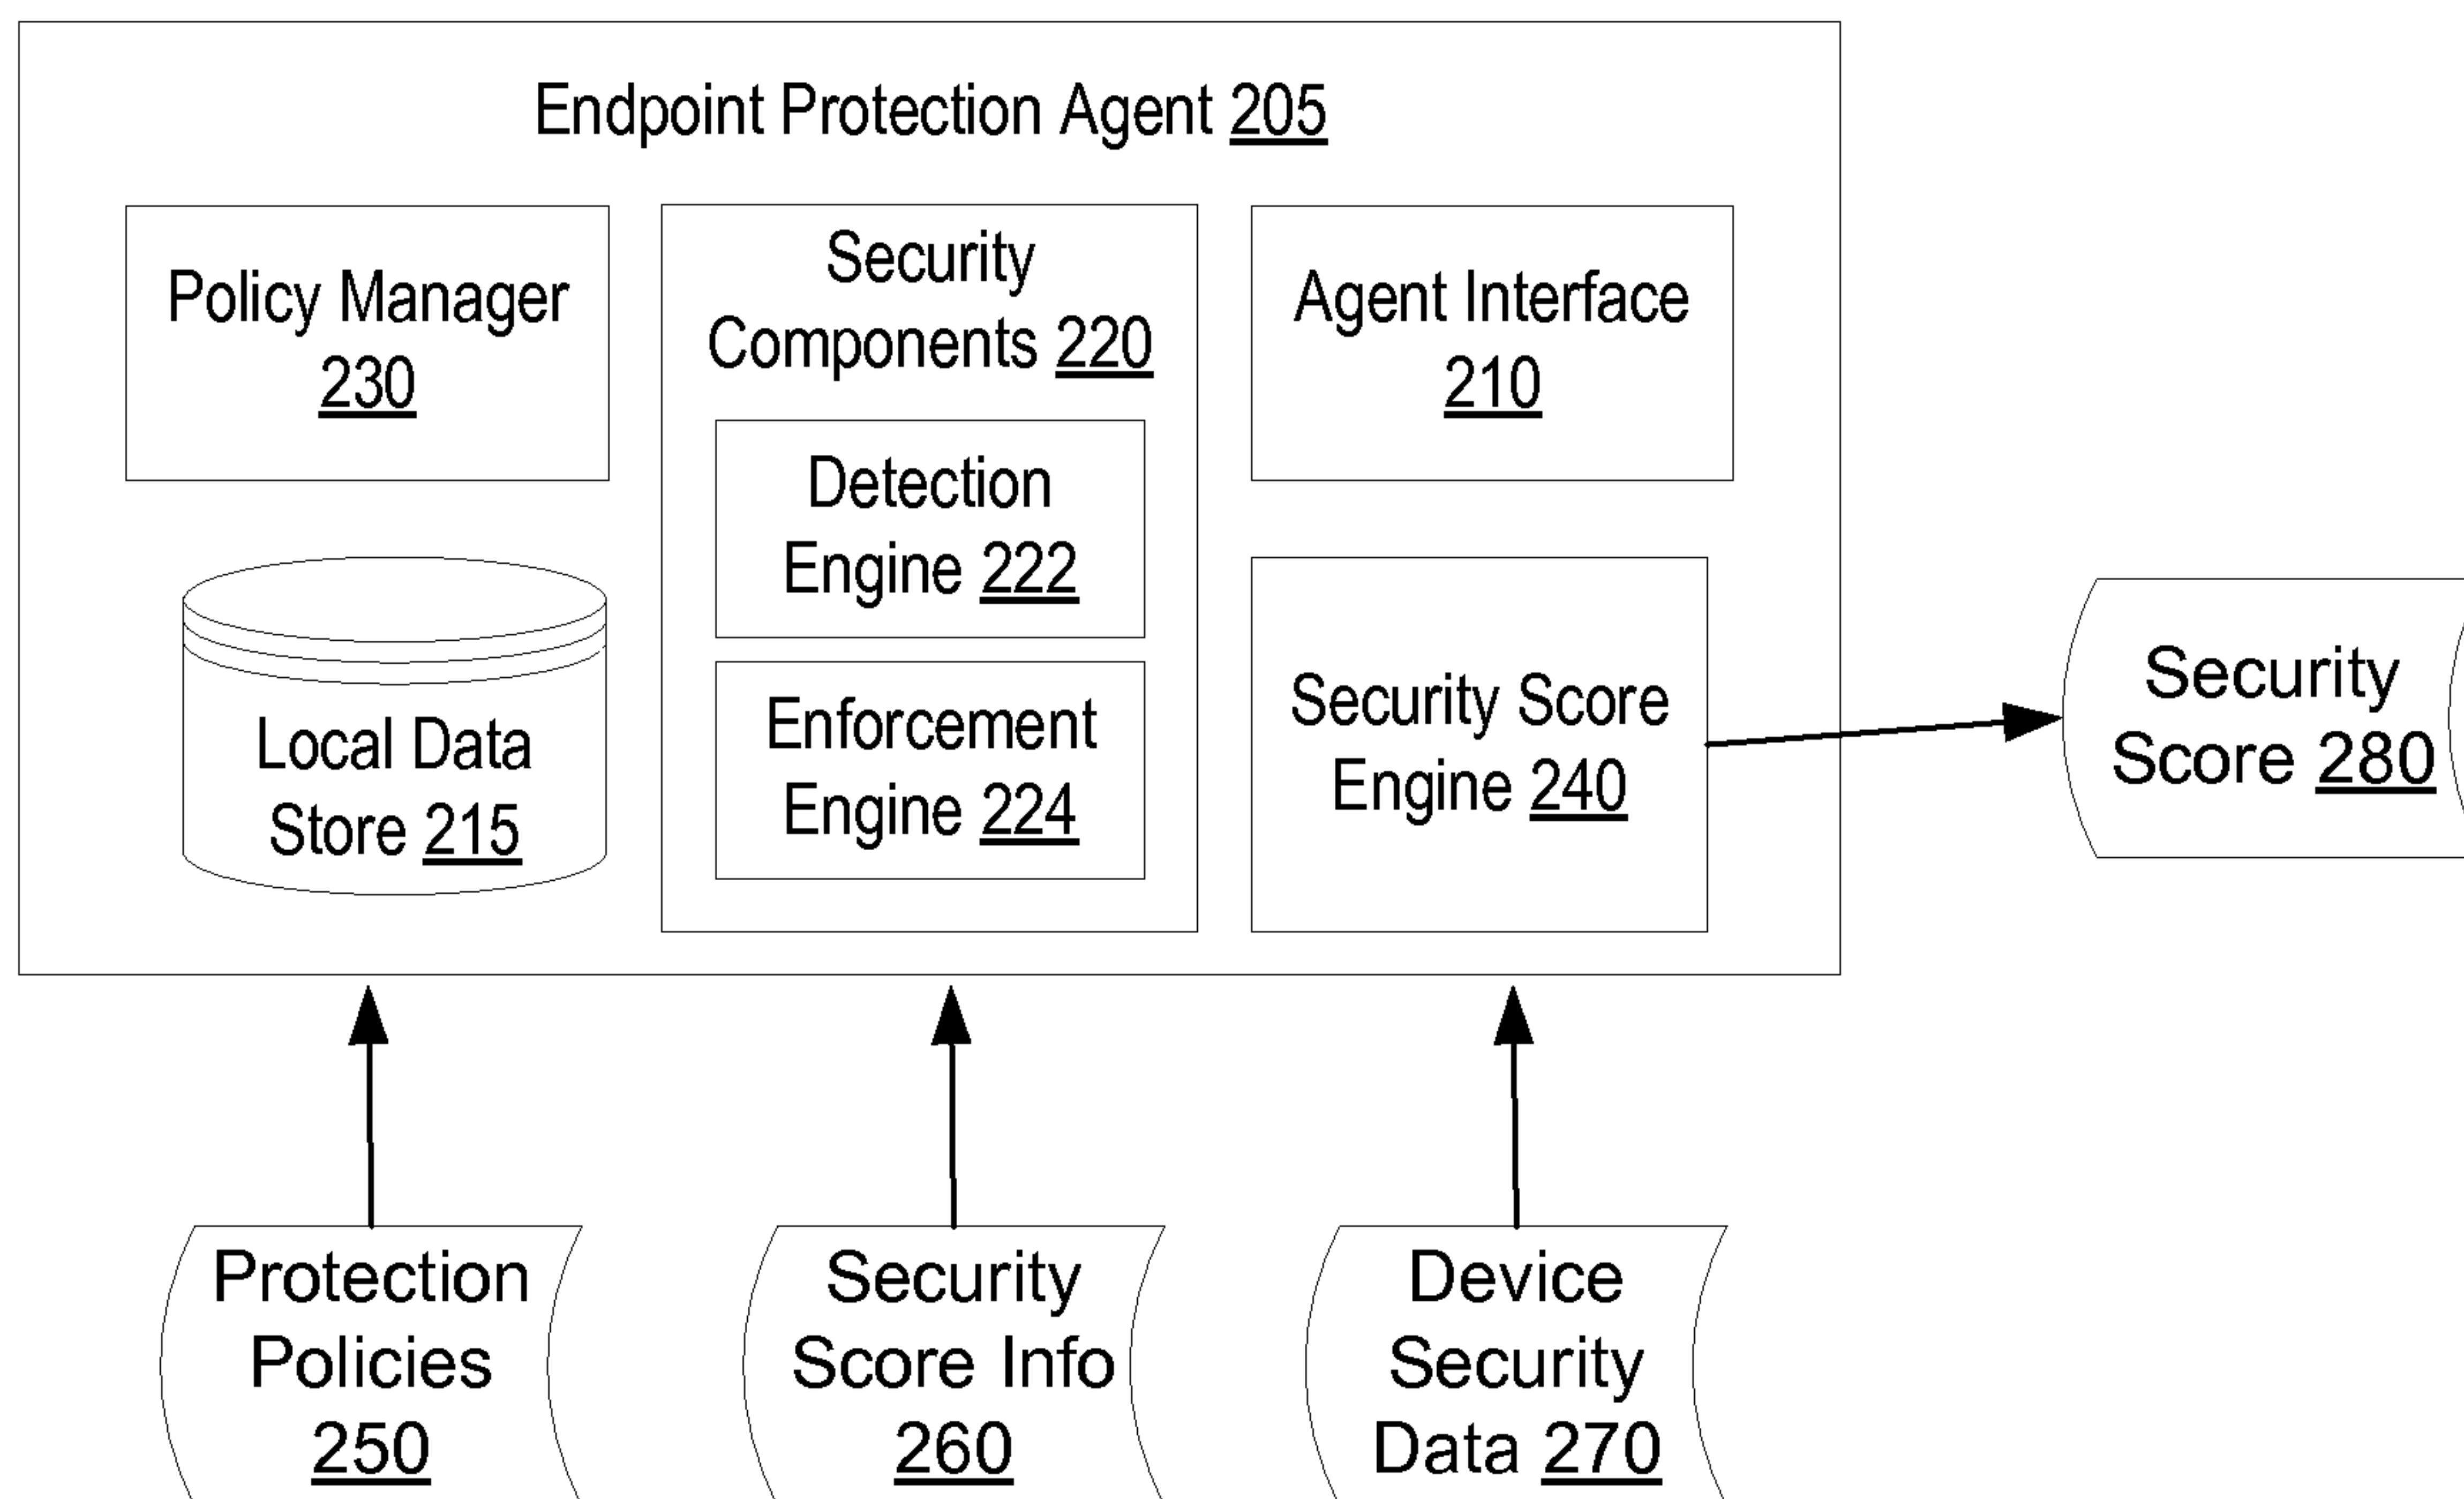 Endpoint Protection Agent 205
Policy Manager
230
Security
Components 220
Agent Interface
210
Detection
Engine 222
Enforcement
Engine 224
Local Data
Store 215
Security Score
Engine 240
Security
Score 280
Protection
Policies
250
Security
Score Info
260
Device
Security
Data 270